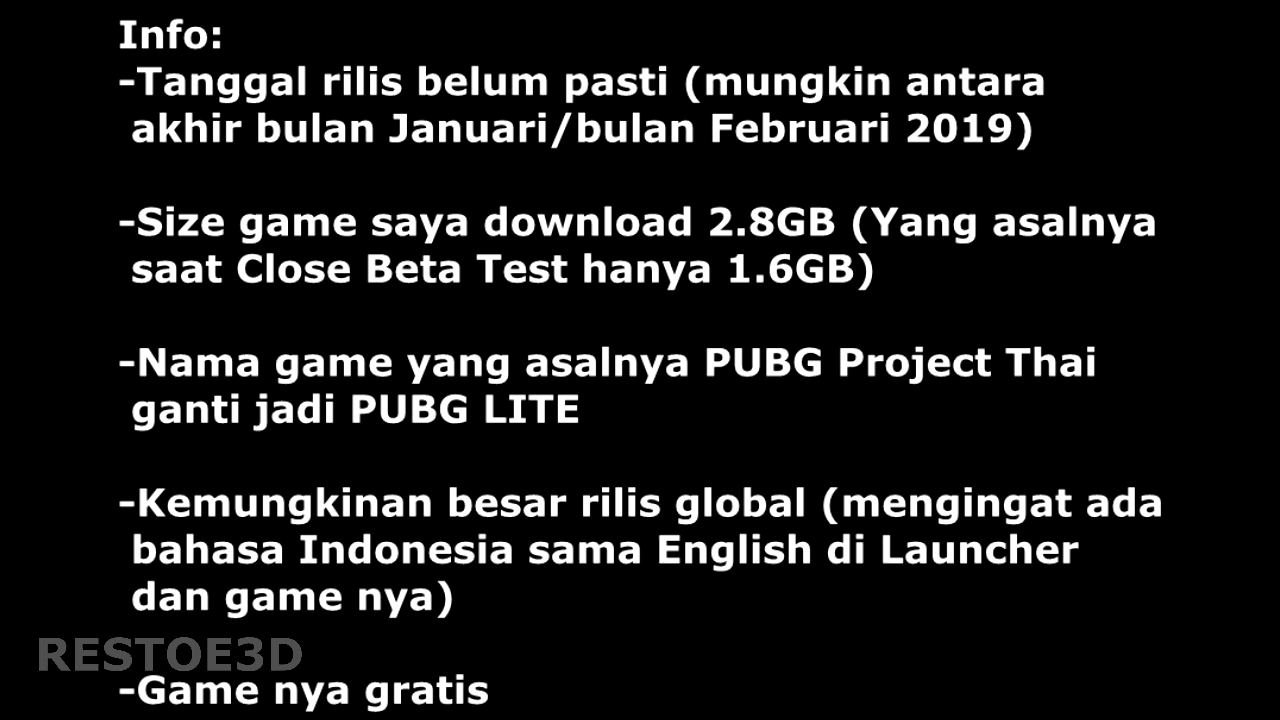 Info:
-Tanggal rilis belum pasti (mungkin antara
akhir bulan Januari/bulan Februari 2019)
-Size game saya download 2.8GB (Yang asalnya
saat Close Beta Test hanya 1.6GB)
-Nama game yang asalnya PUBG Project Thai
ganti jadi PUBG LITE
-Kemungkinan besar rilis global (mengingat ada
bahasa Indonesia sama English di Launcher
dan game nya)
RESTOE3D
-Game nya gratis